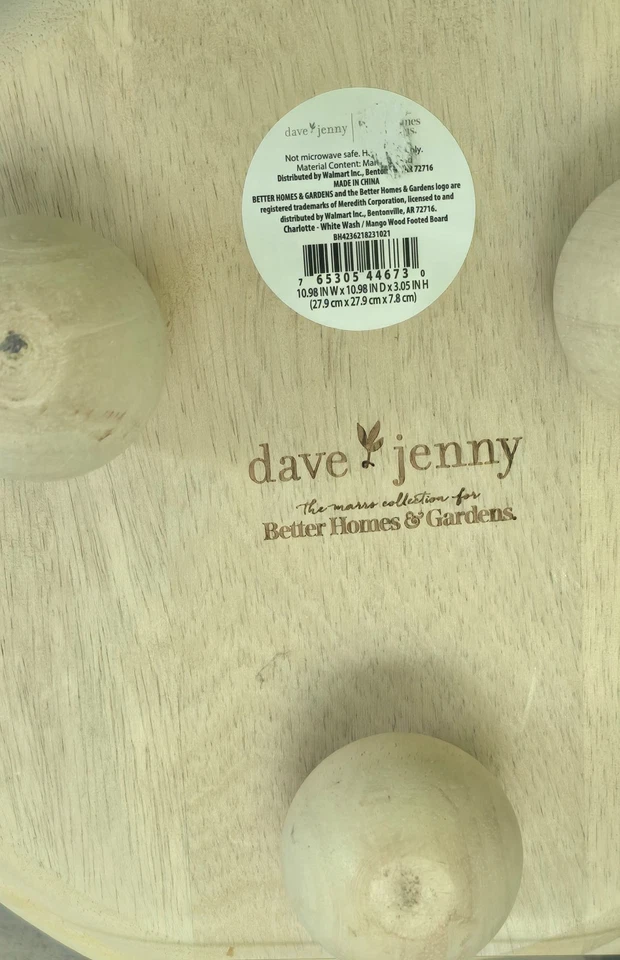 dave jenny
Not microwave safe.
Material Content:
Distributed by Walmart Inc., 72716
MADE IN CHINA
BETTER HOMES & GARDENS and the Better Homes & Gardens logo are
registered trademarks of Meredith Corporation, licensed to and
distributed by Walmart Inc., Bentonville, AR 72716.
Charlotte - White Wash / Mango Wood Footed Board
BH4236218231021
7 65305 44673 0
10.98 IN W x 10.98 IN D x 3.05 IN H
(27.9 cm x 27.9 cm x 7.8 cm)
dave jenny
the marrs collection for
Better Homes & Gardens.